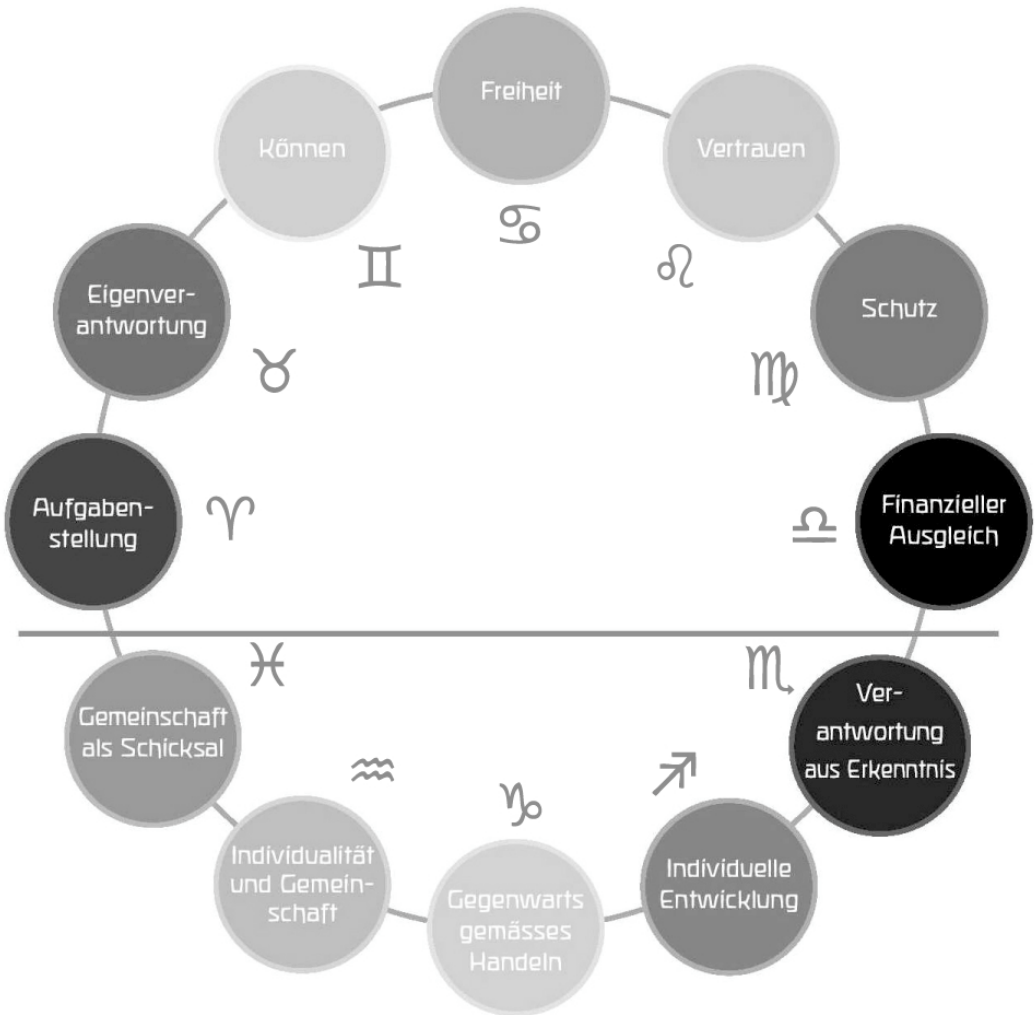 Freiheit
♋
Vertrauen
♌
Schutz
♍
Finanzieller
Ausgleich
♎
Ver-
antwortung
aus Erkenntnis
♏
Individuelle
Entwicklung
♐
Gegenwarts
gemässes
Handeln
♑
Individualität
und Gemein-
schaft
♒
Gemeinschaft
als Schicksal
♓
Aufgaben-
stellung
♈
Eigenver-
antwortung
♉
Können
♊